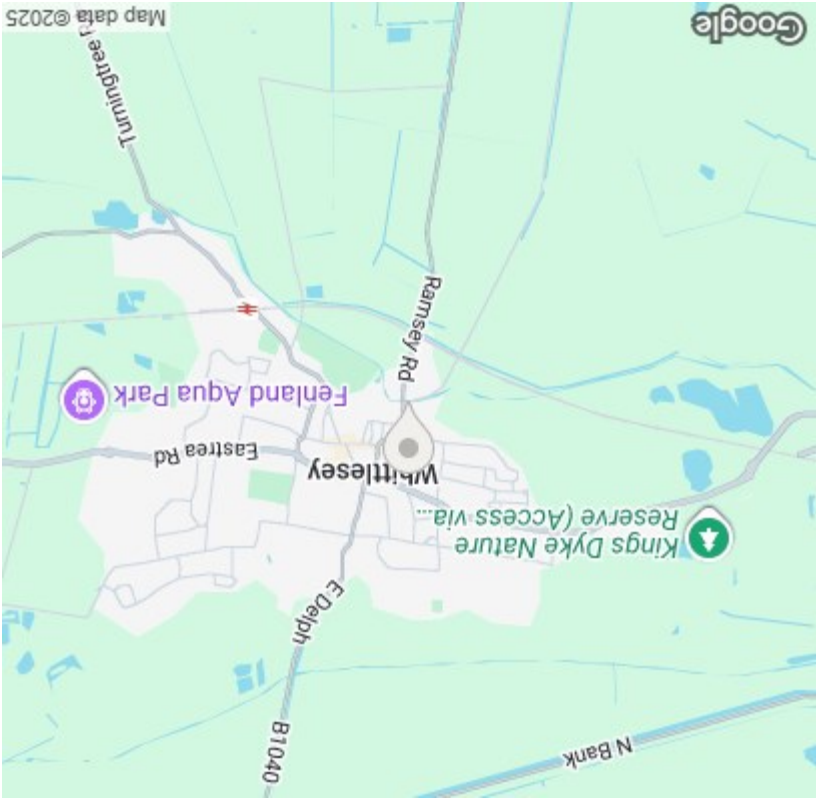 N Bank
B1040
E Delph
Kings Dyke Nature
Reserve (Access via...
Whittlesey
Eastrea Rd
Fenland Aqua Park
Ramsey Rd
Turningtree R
Google
Map data ©2025